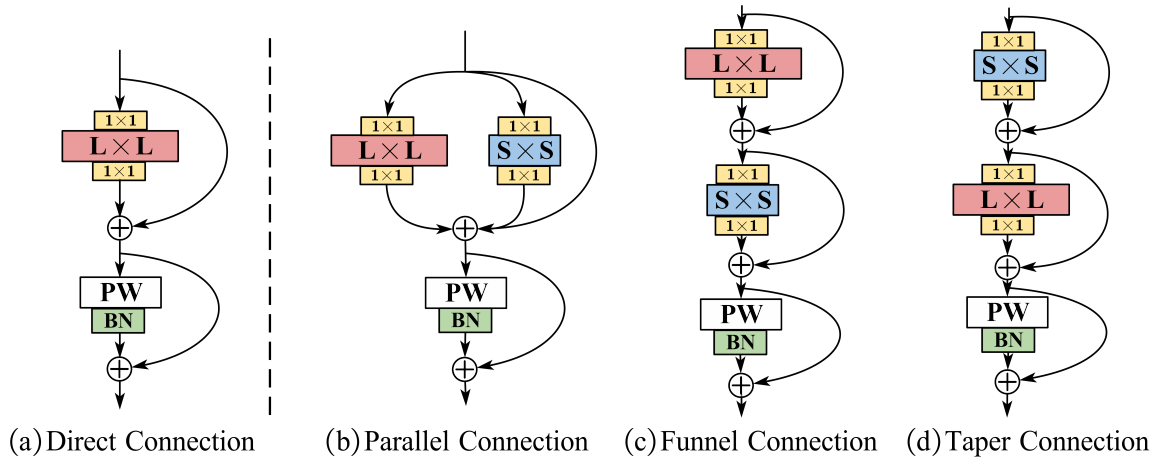 1×1
L×L
1×1
PW
BN
(a) Direct Connection
1×1
L×L
1×1
1×1
S×S
1×1
PW
BN
(b) Parallel Connection
1×1
L×L
1×1
1×1
S×S
1×1
PW
BN
(c) Funnel Connection
1×1
S×S
1×1
1×1
L×L
1×1
PW
BN
(d) Taper Connection